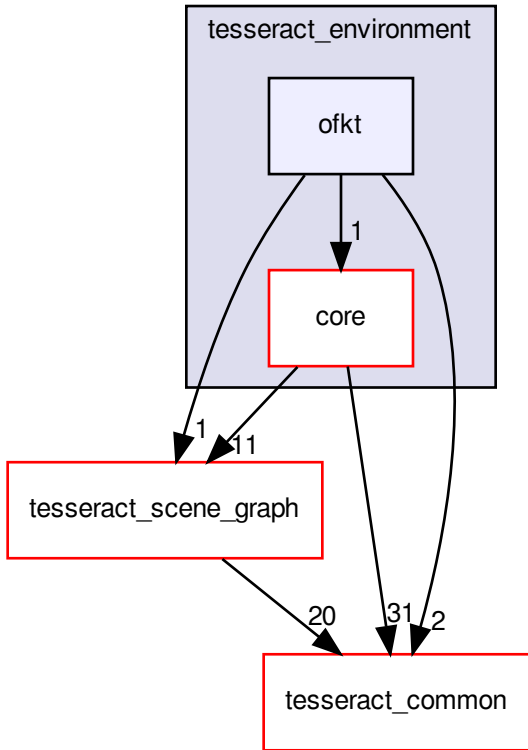 tesseract_environment
ofkt
1
core
1
11
tesseract_scene_graph
20
31
2
tesseract_common